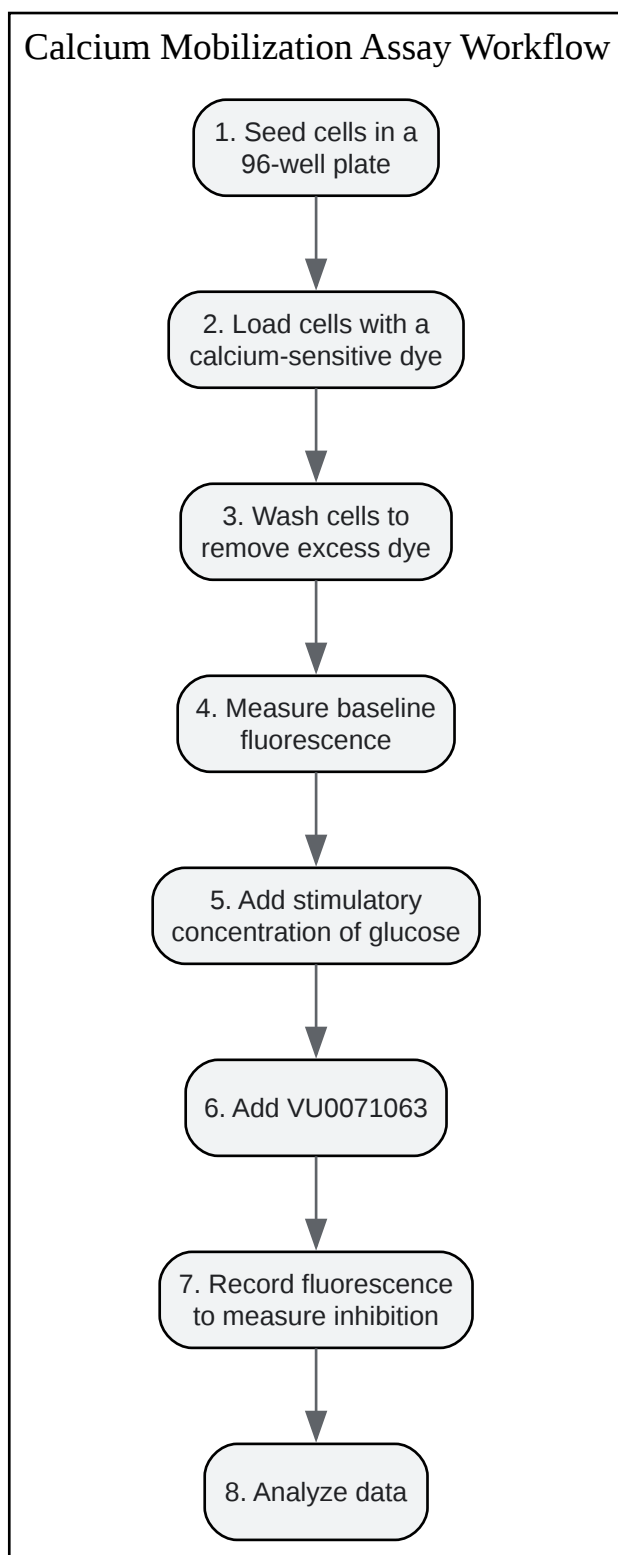 Calcium Mobilization Assay Workflow
1. Seed cells in a
96-well plate
2. Load cells with a
calcium-sensitive dye
3. Wash cells to
remove excess dye
4. Measure baseline
fluorescence
5. Add stimulatory
concentration of glucose
6. Add VU0071063
7. Record fluorescence
to measure inhibition
8. Analyze data